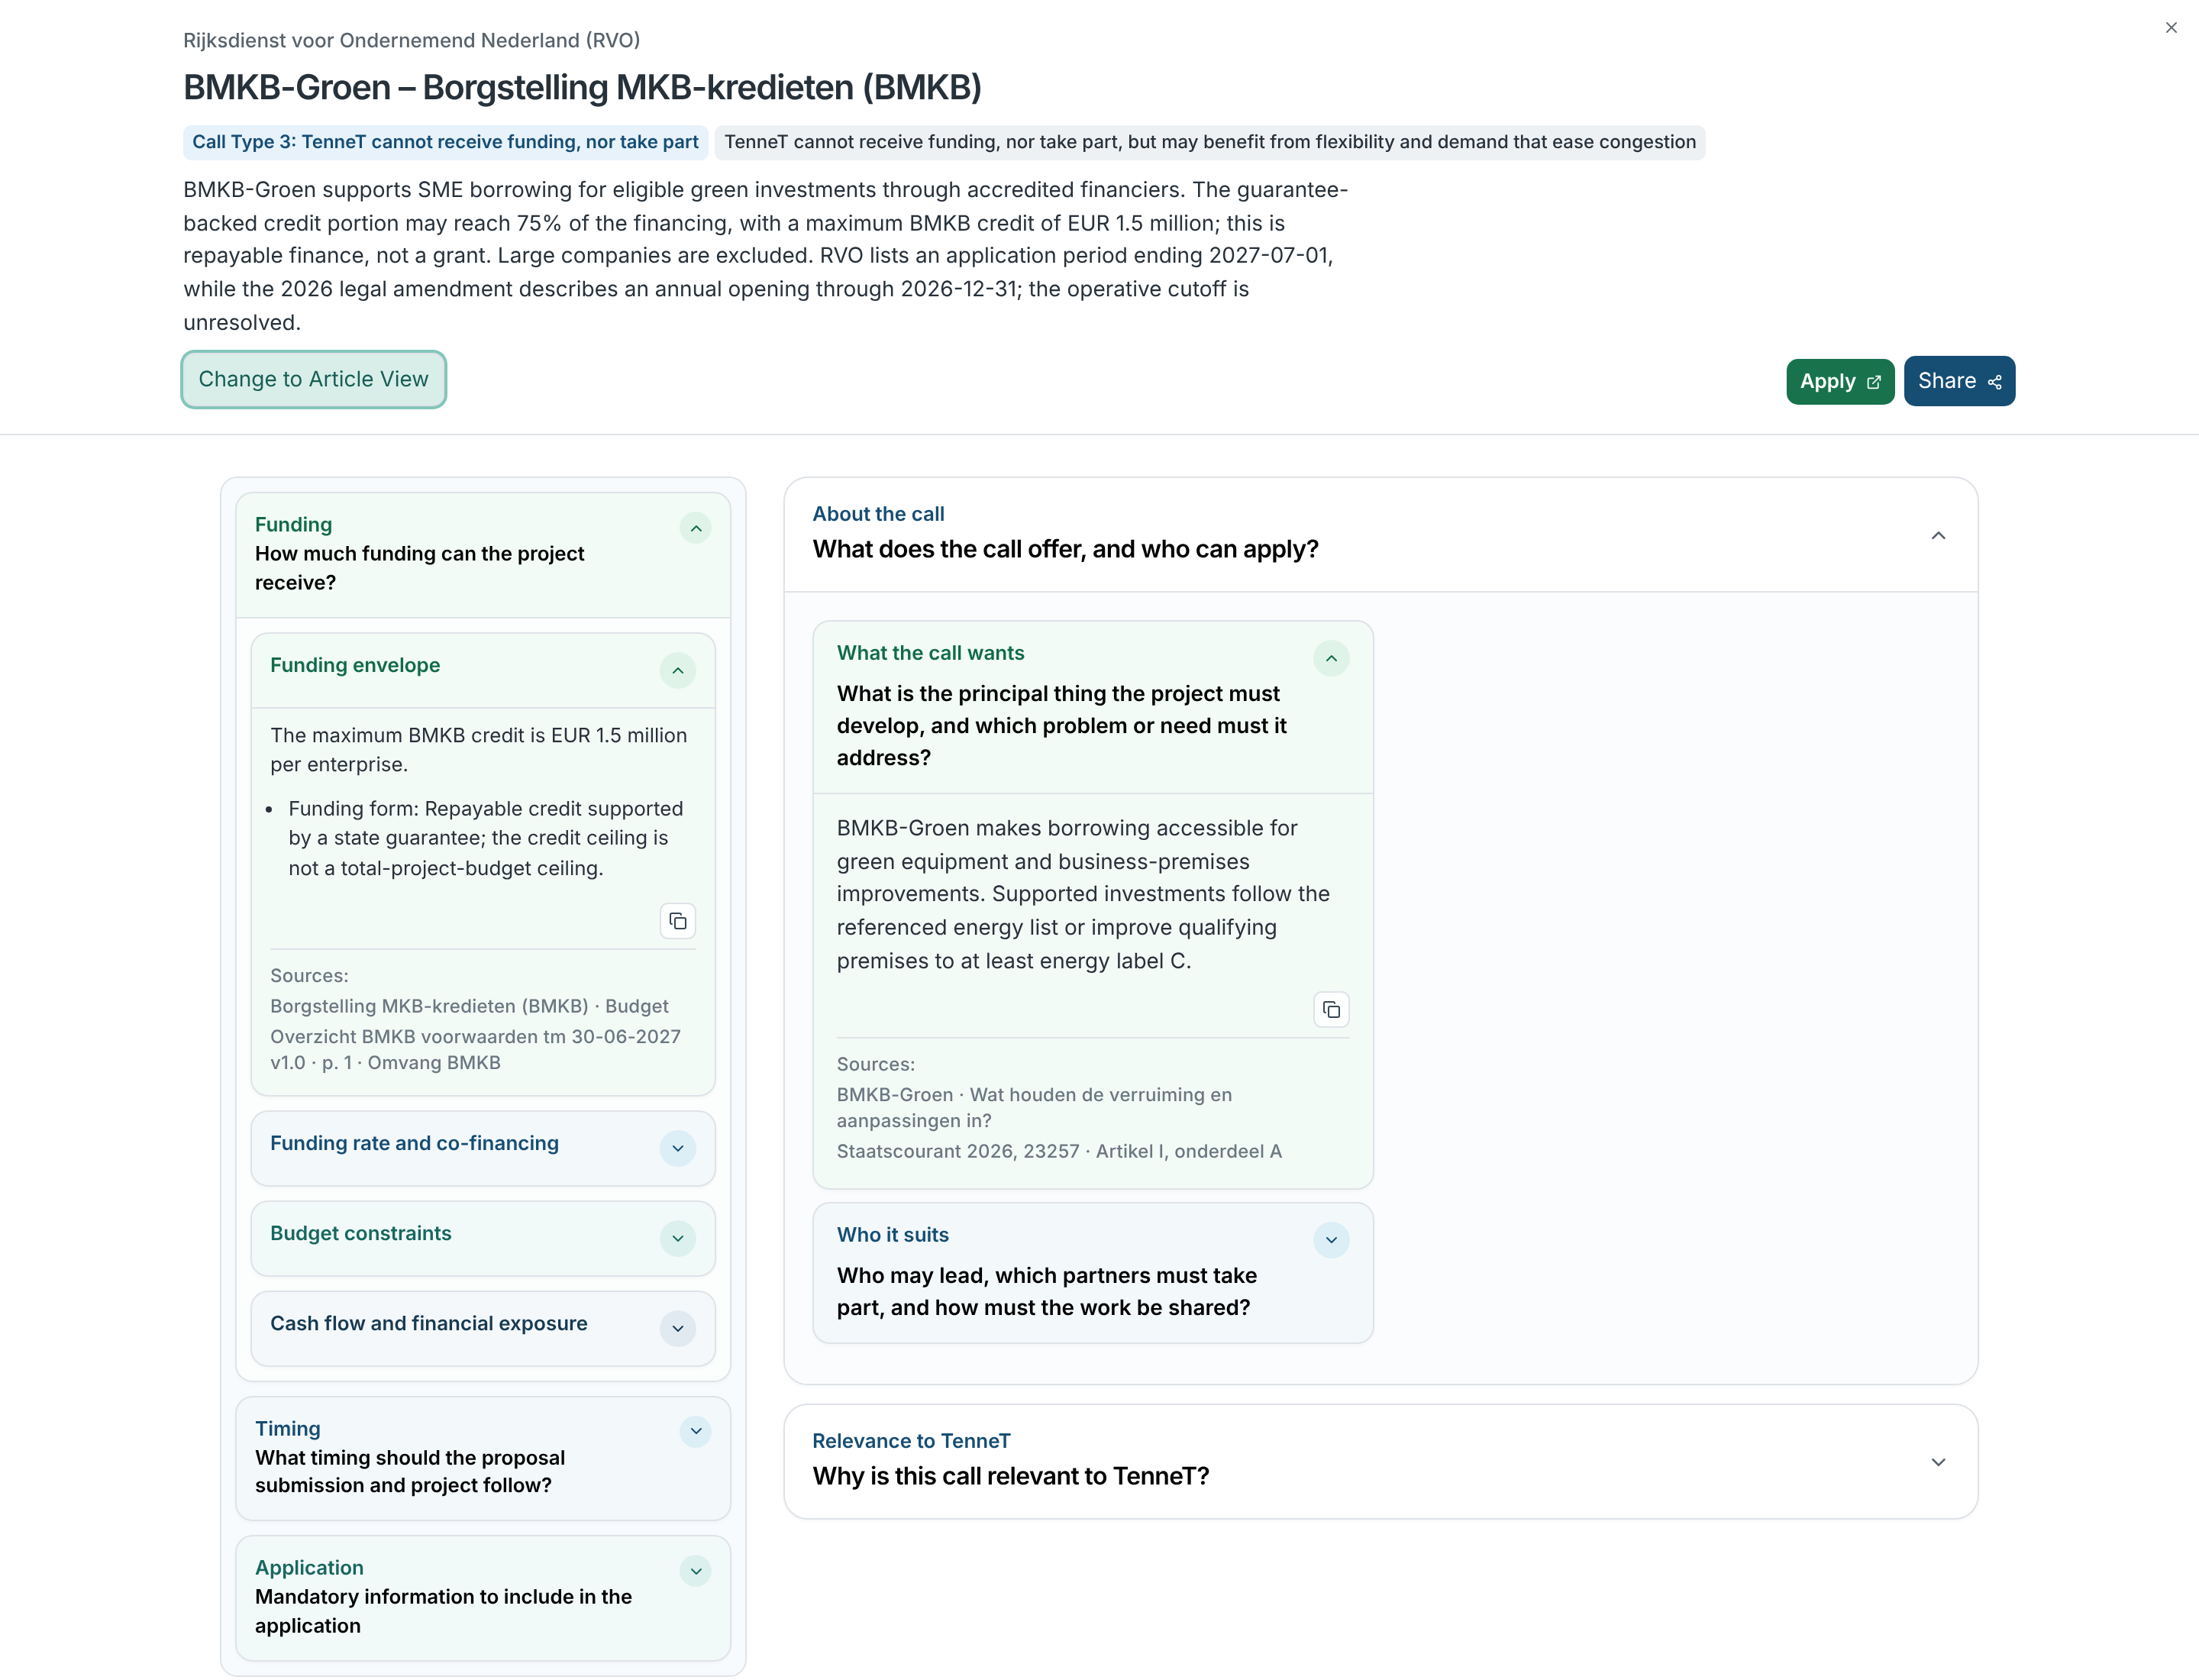 Rijksdienst voor Ondernemend Nederland (RVO)
BMKB-Groen – Borgstelling MKB-kredieten (BMKB)
Call Type 3: TenneT cannot receive funding, nor take part
TenneT cannot receive funding, nor take part, but may benefit from flexibility and demand that ease congestion
BMKB-Groen supports SME borrowing for eligible green investments through accredited financiers. The guarantee-
backed credit portion may reach 75% of the financing, with a maximum BMKB credit of EUR 1.5 million; this is
repayable finance, not a grant. Large companies are excluded. RVO lists an application period ending 2027-07-01,
while the 2026 legal amendment describes an annual opening through 2026-12-31; the operative cutoff is
unresolved.
Change to Article View
Apply
Share
Funding
How much funding can the project
receive?
Funding envelope
The maximum BMKB credit is EUR 1.5 million
per enterprise.
• Funding form: Repayable credit supported
by a state guarantee; the credit ceiling is
not a total-project-budget ceiling.
Sources:
Borgstelling MKB-kredieten (BMKB) · Budget
Overzicht BMKB voorwaarden tm 30-06-2027
v1.0 · p. 1 · Omvang BMKB
Funding rate and co-financing
Budget constraints
Cash flow and financial exposure
Timing
What timing should the proposal
submission and project follow?
Application
Mandatory information to include in the
application
About the call
What does the call offer, and who can apply?
What the call wants
What is the principal thing the project must
develop, and which problem or need must it
address?
BMKB-Groen makes borrowing accessible for
green equipment and business-premises
improvements. Supported investments follow the
referenced energy list or improve qualifying
premises to at least energy label C.
Sources:
BMKB-Groen · Wat houden de verruiming en
aanpassingen in?
Staatscourant 2026, 23257 · Artikel I, onderdeel A
Who it suits
Who may lead, which partners must take
part, and how must the work be shared?
Relevance to TenneT
Why is this call relevant to TenneT?